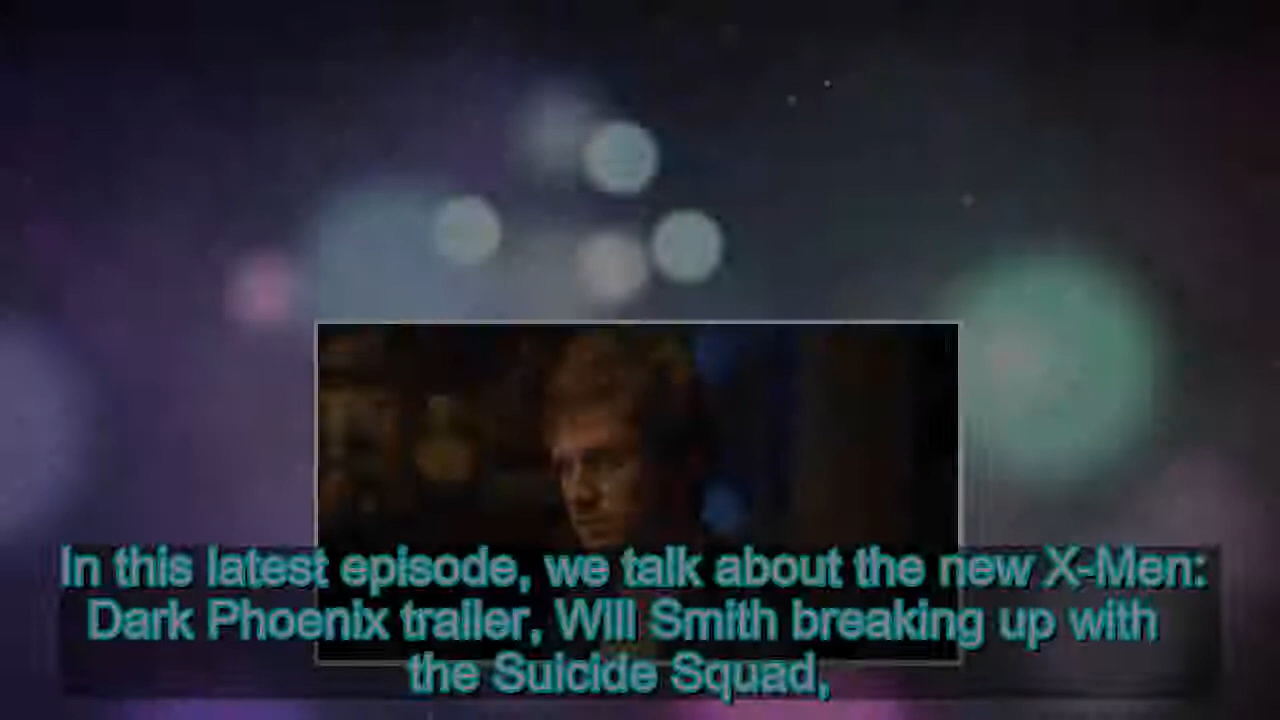 In this latest episode, we talk about the new X-Men:
Dark Phoenix trailer, Will Smith breaking up with
the Suicide Squad,